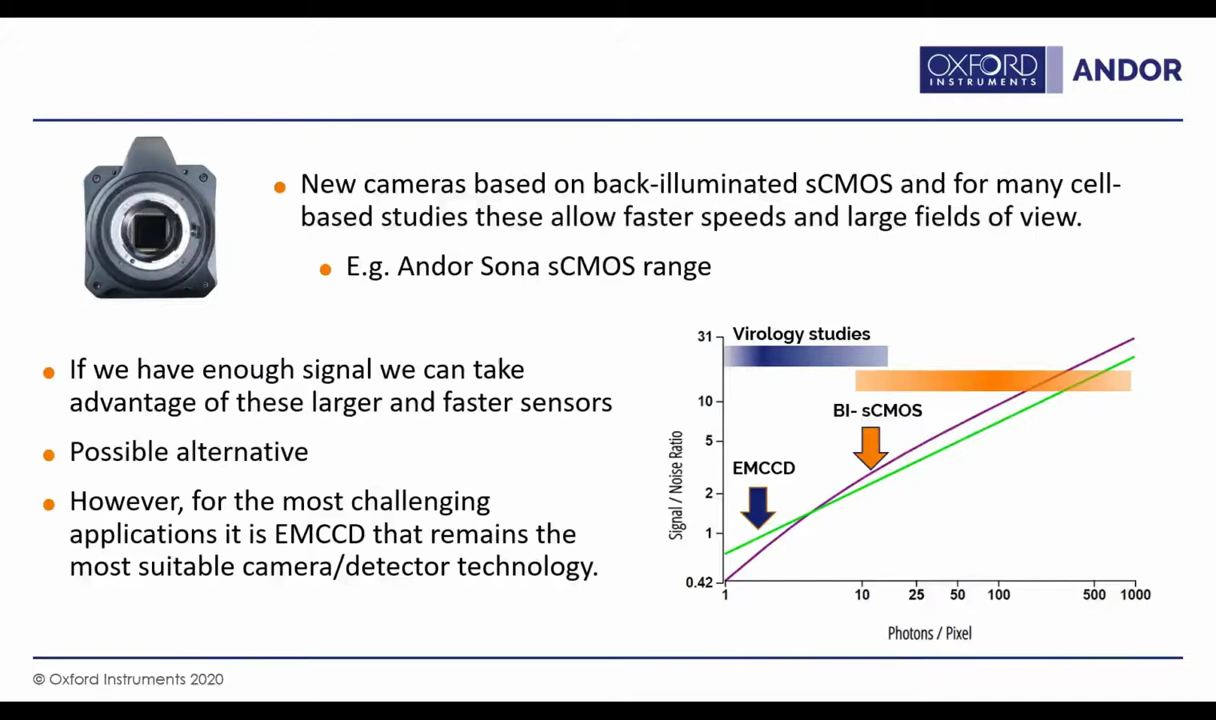 OXFORD
INSTRUMENTS
ANDOR
• New cameras based on back-illuminated sCMOS and for many cell-
based studies these allow faster speeds and large fields of view.
• E.g. Andor Sona sCMOS range
• If we have enough signal we can take
advantage of these larger and faster sensors
• Possible alternative
• However, for the most challenging
applications it is EMCCD that remains the
most suitable camera/detector technology.
Virology studies
BI- sCMOS
EMCCD
Signal / Noise Ratio
31
10
5
2
1
0.42
1 10 25 50 100 500 1000
Photons / Pixel
© Oxford Instruments 2020